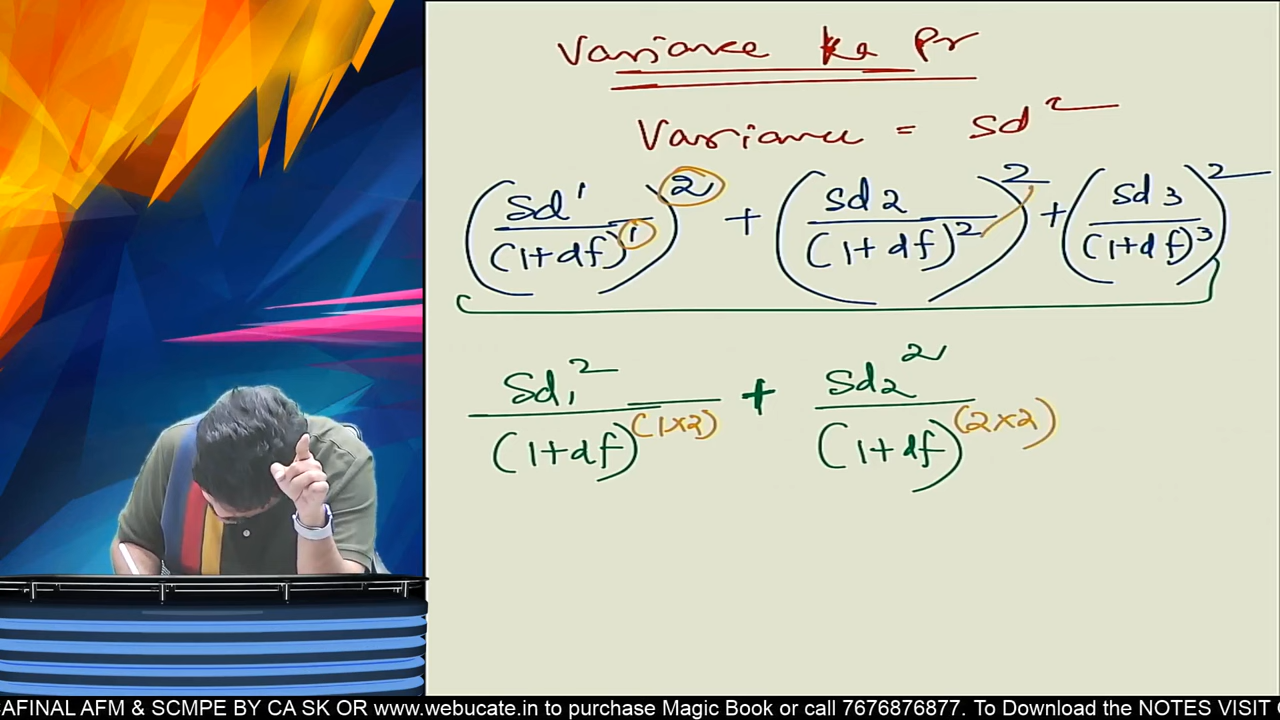 Variance ka Pr
Variance = sd²
(sd1/(1+df)¹)² + (sd2/(1+df)²)² + (sd3/(1+df)³)²
sd₁²/(1+df)^(1×2) + sd₂²/(1+df)^(2×2)
AFINAL AFM & SCMPE BY CA SK OR www.webucate.in to purchase Magic Book or call 7676876877. To Download the NOTES VISIT